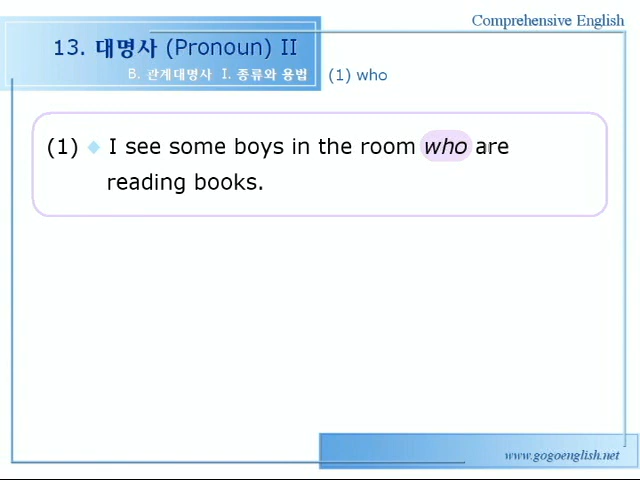 Comprehensive English
13. 대명사 (Pronoun) II
B. 관계대명사 I. 종류와 용법
(1) who
(1) ◆ I see some boys in the room who are
reading books.
www.gogoenglish.net